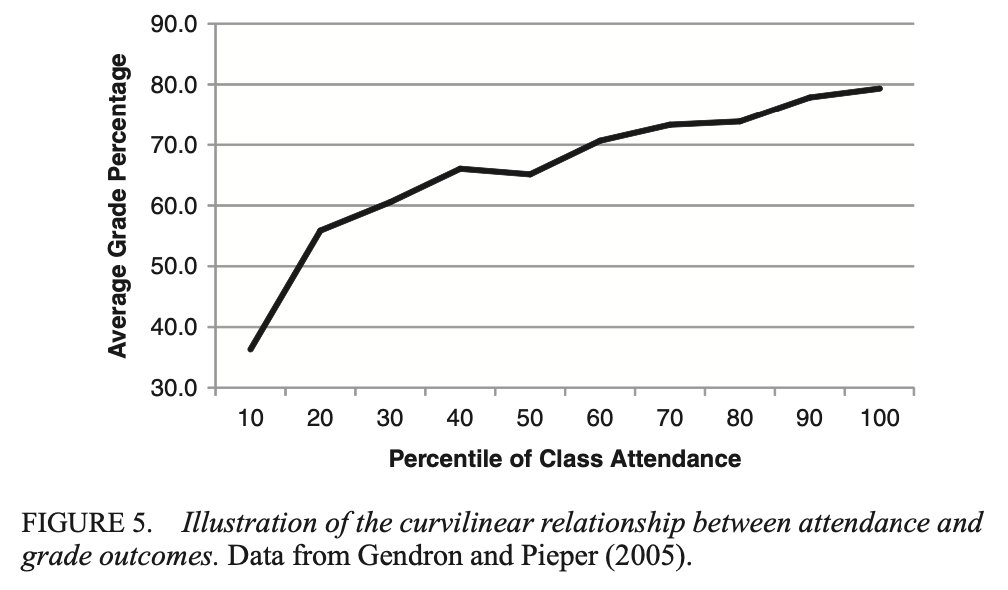 90.0
80.0
70.0
60.0
50.0
40.0
30.0
Average Grade Percentage
10 20 30 40 50 60 70 80 90 100
Percentile of Class Attendance
FIGURE 5. Illustration of the curvilinear relationship between attendance and
grade outcomes. Data from Gendron and Pieper (2005).